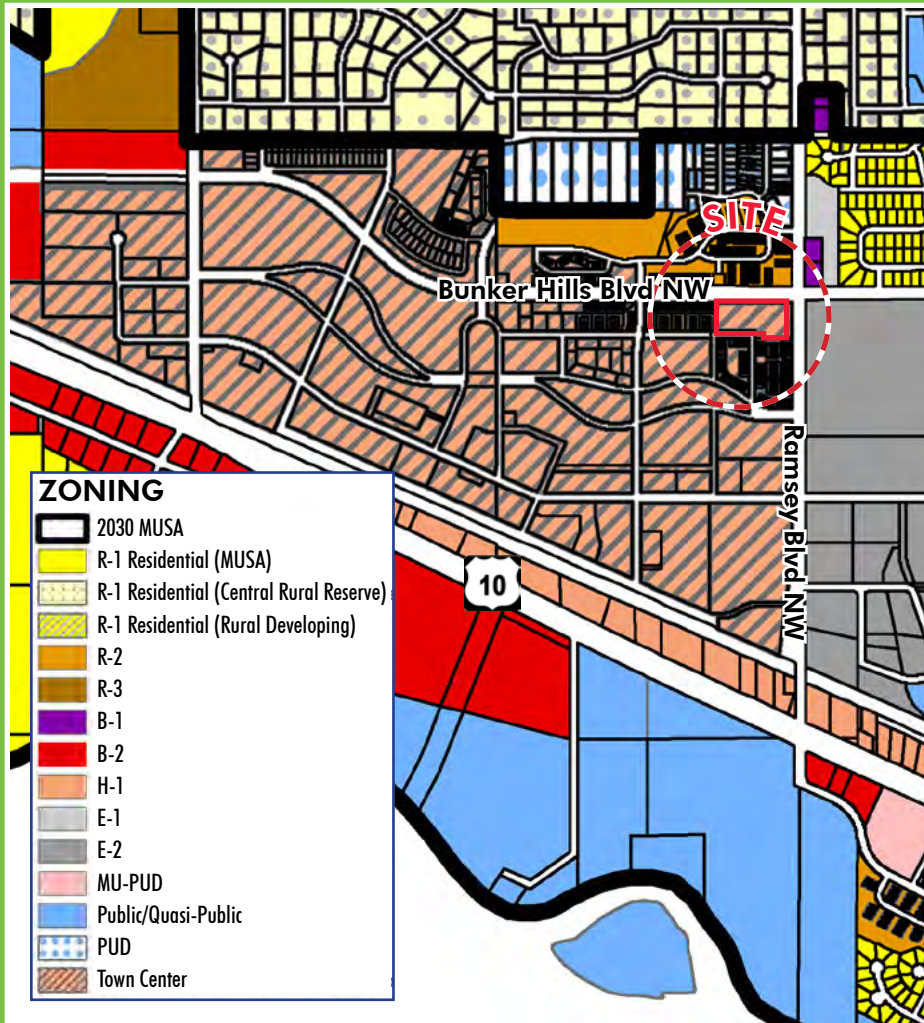 SITE
Bunker Hills Blvd NW
Ramsey Blvd NW
10
ZONING
2030 MUSA
R-1 Residential (MUSA)
R-1 Residential (Central Rural Reserve)
R-1 Residential (Rural Developing)
R-2
R-3
B-1
B-2
H-1
E-1
E-2
MU-PUD
Public/Quasi-Public
PUD
Town Center